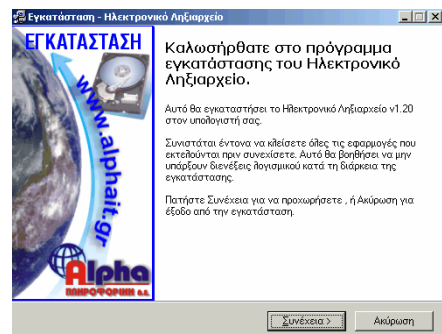 Εγκατάσταση - Ηλεκτρονικό Ληξιαρχείο
ΕΓΚΑΤΑΣΤΑΣΗ
www.alphait.gr
Alpha
ΠΛΗΡΟΦΟΡΙΚΗ α.ε.
Καλωσήρθατε στο πρόγραμμα
εγκατάστασης του Ηλεκτρονικό
Ληξιαρχείο.
Αυτό θα εγκαταστήσει το Ηλεκτρονικό Ληξιαρχείο v1.20
στον υπολογιστή σας.
Συνιστάται έντονα να κλείσετε όλες τις εφαρμογές που
εκτελούνται πριν συνεχίσετε. Αυτό θα βοηθήσει να μην
υπάρξουν διενέξεις λογισμικού κατά τη διάρκεια της
εγκατάστασης.
Πατήστε Συνέχεια για να προχωρήσετε , ή Ακύρωση για
έξοδο από την εγκατάσταση.
Συνέχεια >
Ακύρωση